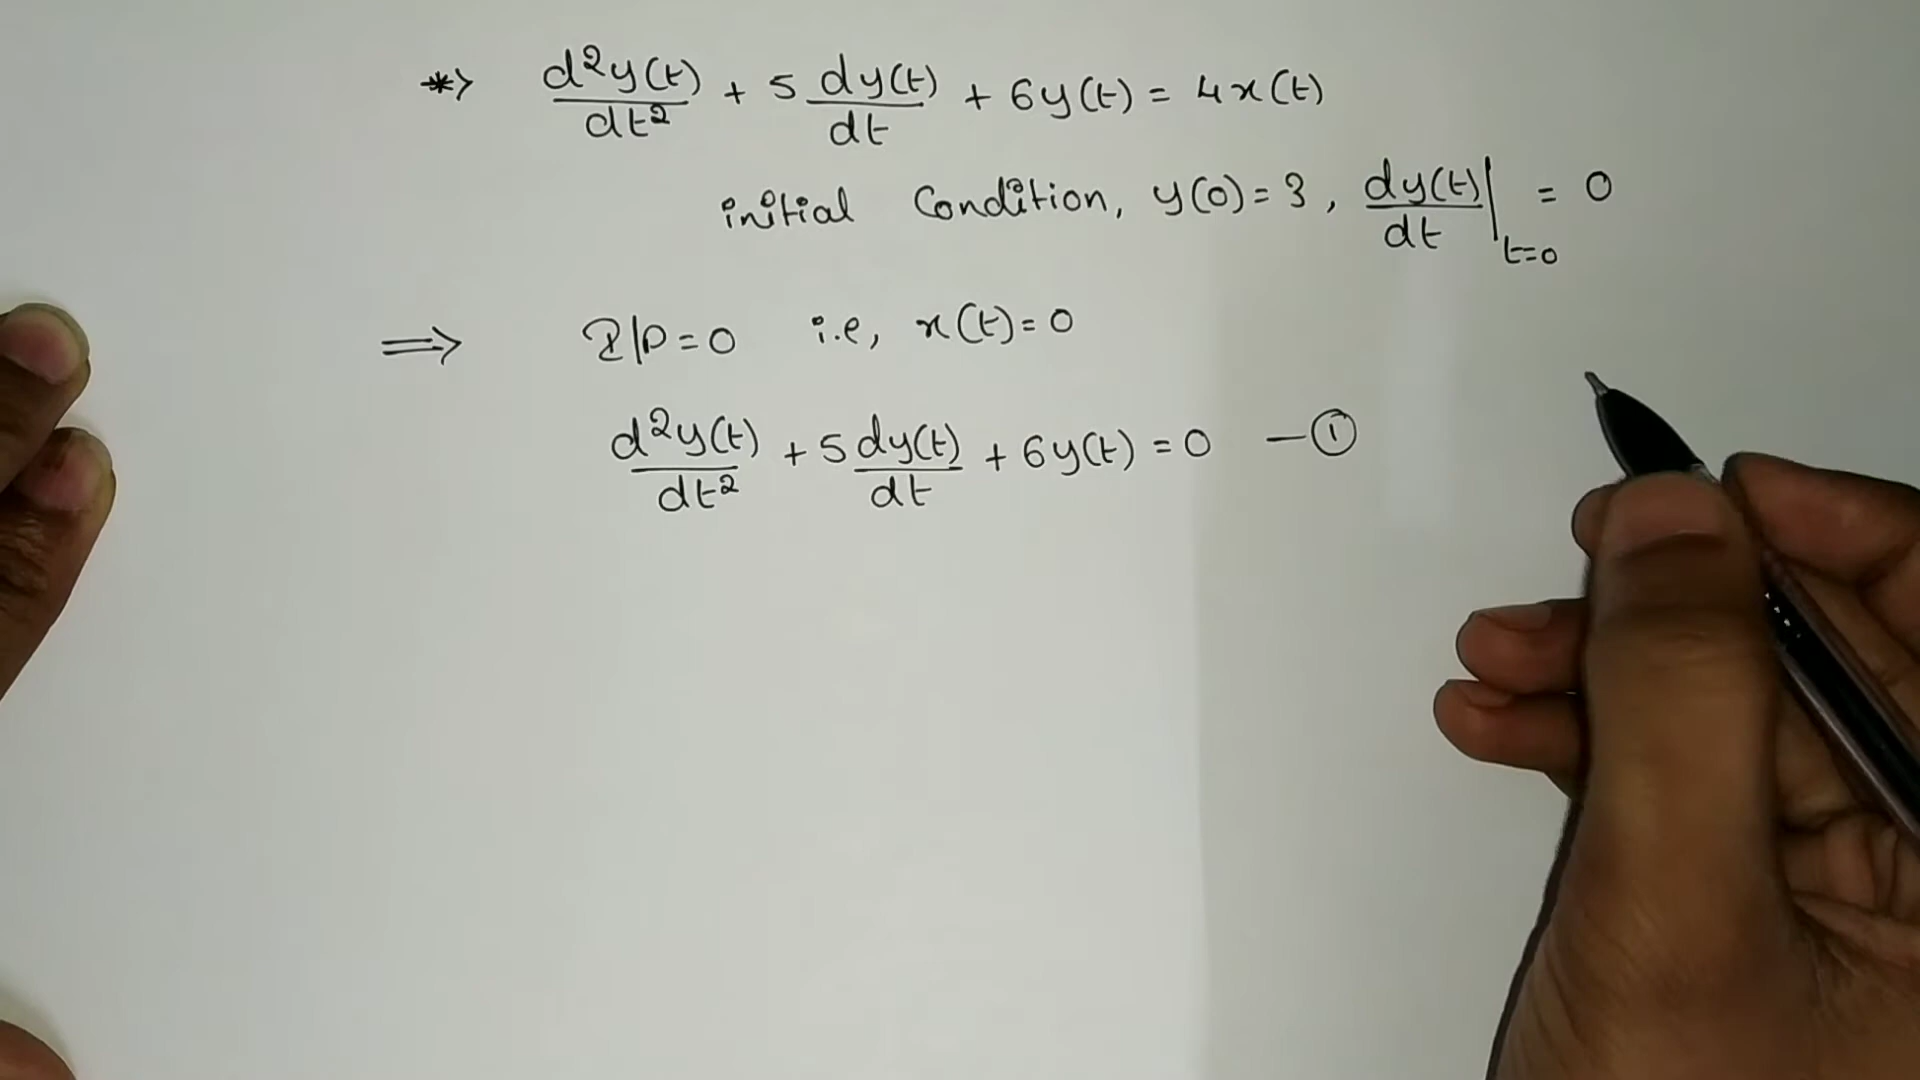 *> d²y(t)/dt² + 5 dy(t)/dt + 6y(t) = 4x(t)
initial Condition, y(0)=3, dy(t)/dt|t=0 = 0
⟹ I/P=0 i.e, x(t)=0
d²y(t)/dt² + 5 dy(t)/dt + 6y(t) = 0 —①